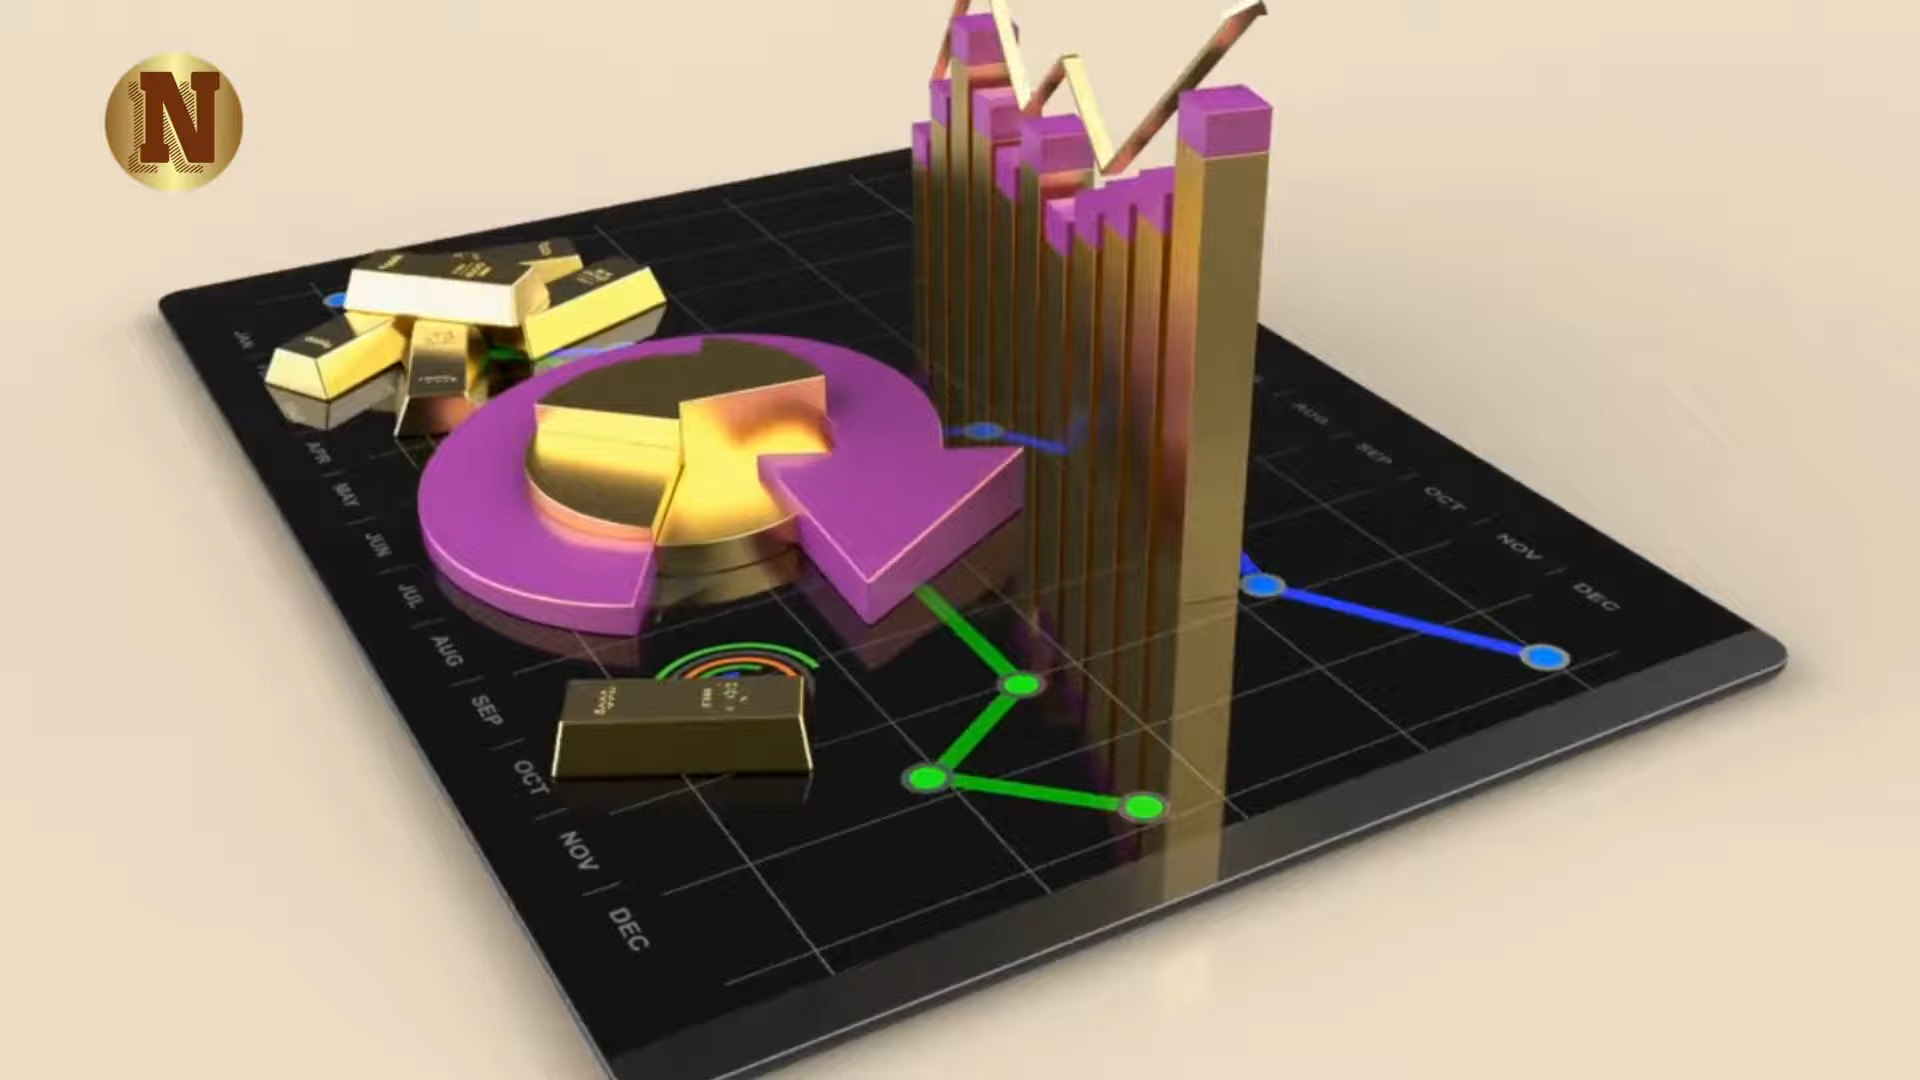 N
JAN
APR | MAY | JUN | JUL | AUG | SEP | OCT | NOV | DEC
AUG | SEP | OCT | NOV | DEC